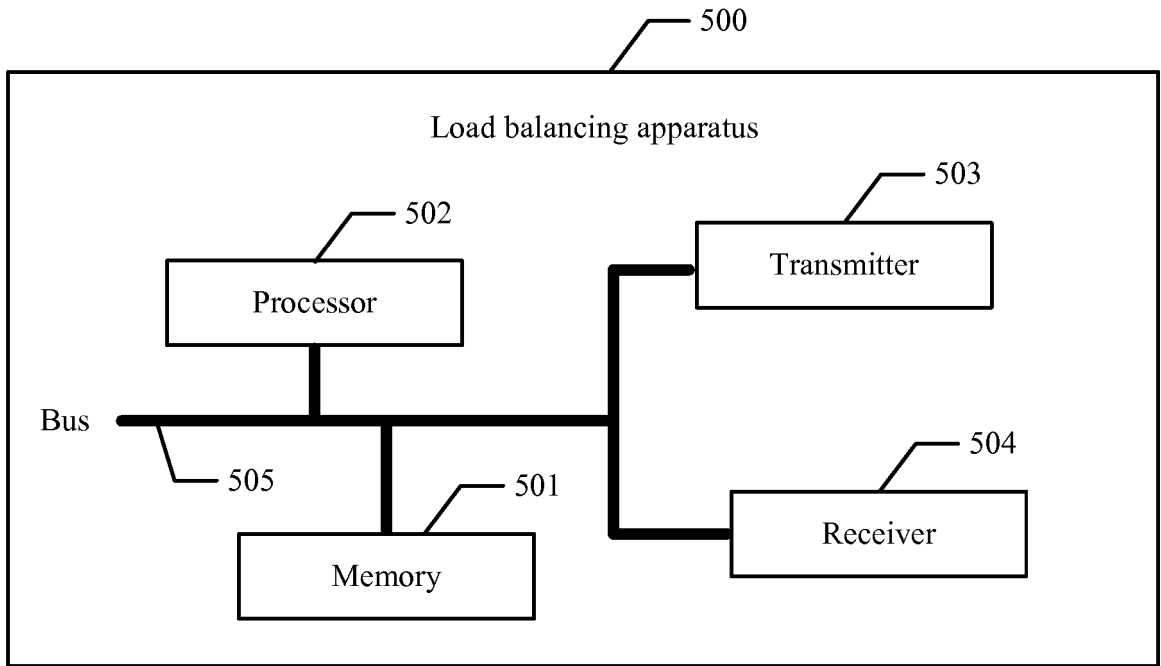 500
Load balancing apparatus
503
502
Transmitter
Processor
Bus
504
505
501
Receiver
Memory